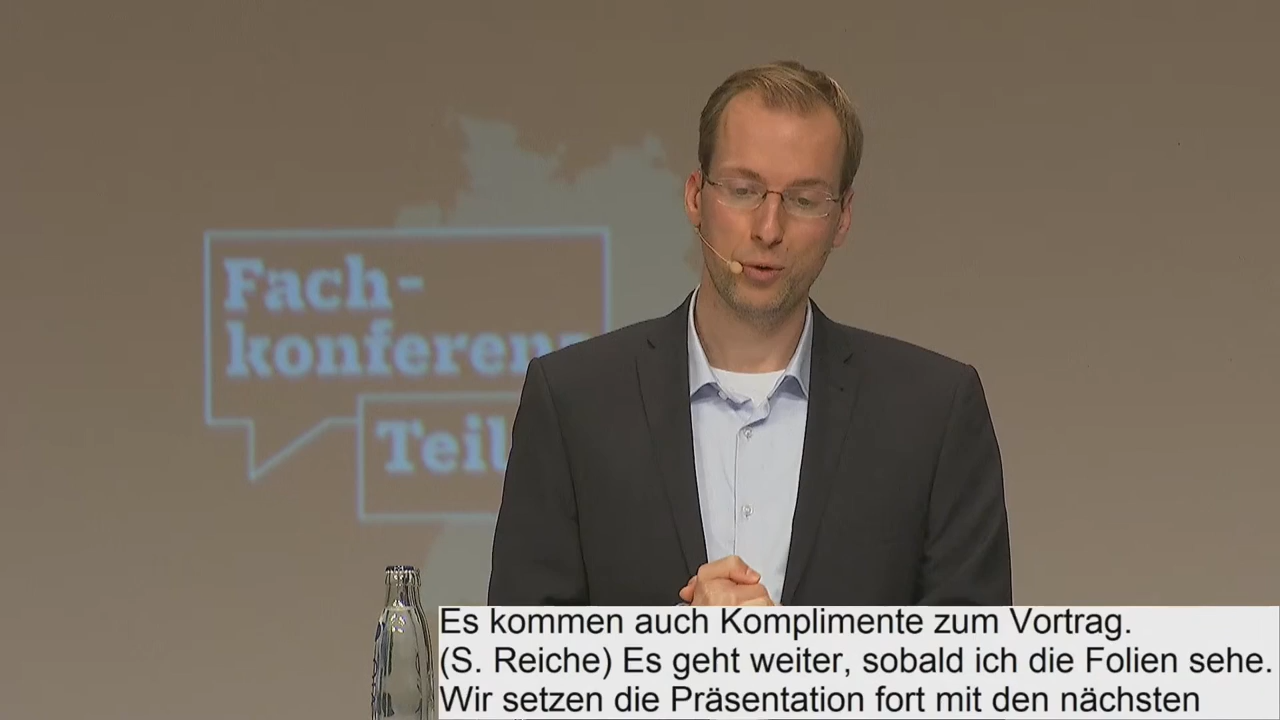 Fach-
Teil
Es kommen auch Komplimente zum Vortrag.
(S. Reiche) Es geht weiter, sobald ich die Folien sehe.
Wir setzen die Präsentation fort mit den nächsten